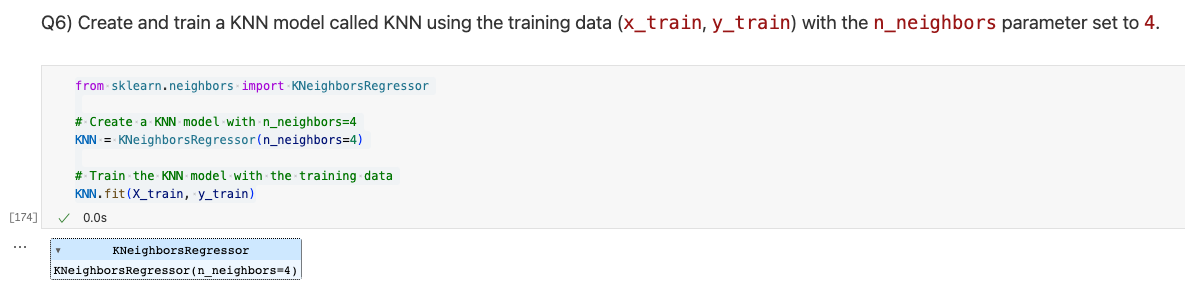 Q6) Create and train a KNN model called KNN using the training data (x_train, y_train) with the n_neighbors parameter set to 4.
from sklearn.neighbors import KNeighborsRegressor
# Create a KNN model with n_neighbors=4
KNN = KNeighborsRegressor(n_neighbors=4)
# Train the KNN model with the training data
KNN.fit(X_train, y_train)
[174] ✓ 0.0s
... ▾ KNeighborsRegressor
KNeighborsRegressor(n_neighbors=4)